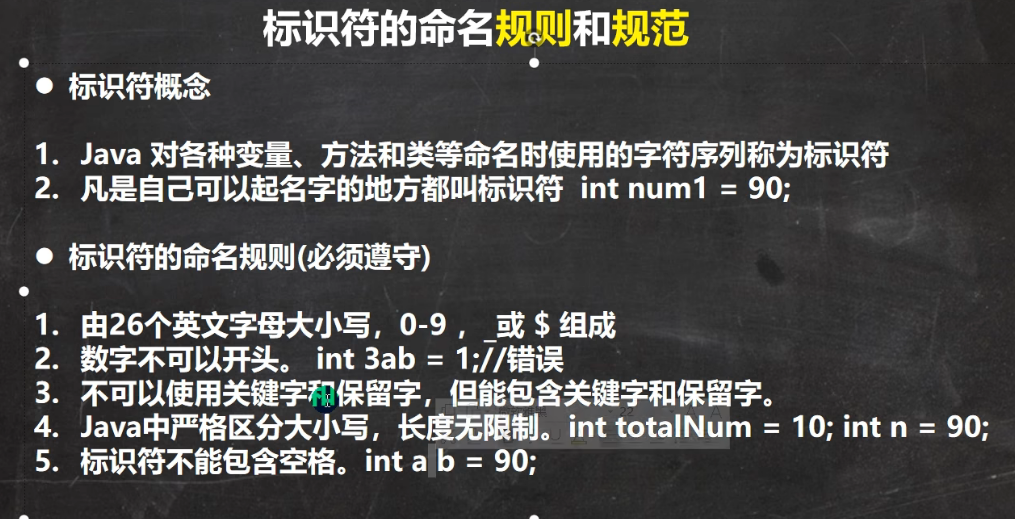 标识符的命名规则和规范
● 标识符概念
1. Java 对各种变量、方法和类等命名时使用的字符序列称为标识符
2. 凡是自己可以起名字的地方都叫标识符 int num1 = 90;
● 标识符的命名规则(必须遵守)
1. 由26个英文字母大小写，0-9 ，_或 $ 组成
2. 数字不可以开头。 int 3ab = 1;//错误
3. 不可以使用关键字和保留字，但能包含关键字和保留字。
4. Java中严格区分大小写，长度无限制。int totalNum = 10; int n = 90;
5. 标识符不能包含空格。int a b = 90;